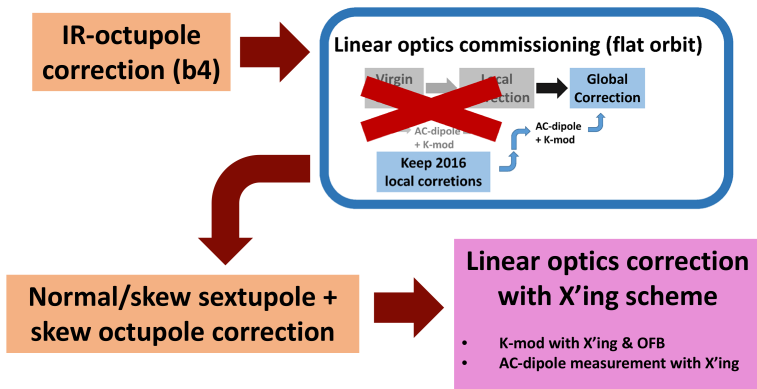 IR-octupole
correction (b4)
Linear optics commissioning (flat orbit)
Virgin
Local
Correction
Global
Correction
AC-dipole
+ K-mod
AC-dipole
+ K-mod
Keep 2016
local corretions
Normal/skew sextupole +
skew octupole correction
Linear optics correction
with X’ing scheme
• K-mod with X’ing & OFB
• AC-dipole measurement with X’ing